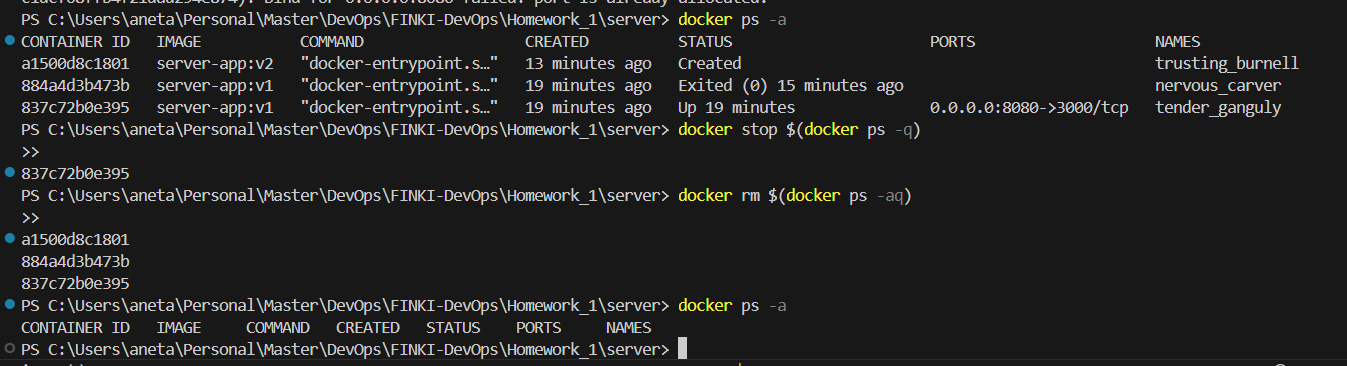 PS C:\Users\aneta\Personal\Master\DevOps\FINKI-DevOps\Homework_1\server> docker ps -a
CONTAINER ID   IMAGE           COMMAND                  CREATED          STATUS                      PORTS                    NAMES
a1500d8c1801   server-app:v2   "docker-entrypoint.s…"   13 minutes ago   Created                                              trusting_burnell
884a4d3b473b   server-app:v1   "docker-entrypoint.s…"   19 minutes ago   Exited (0) 15 minutes ago                            nervous_carver
837c72b0e395   server-app:v1   "docker-entrypoint.s…"   19 minutes ago   Up 19 minutes               0.0.0.0:8080->3000/tcp   tender_ganguly
PS C:\Users\aneta\Personal\Master\DevOps\FINKI-DevOps\Homework_1\server> docker stop $(docker ps -q)
>>
837c72b0e395
PS C:\Users\aneta\Personal\Master\DevOps\FINKI-DevOps\Homework_1\server> docker rm $(docker ps -aq)
>>
a1500d8c1801
884a4d3b473b
837c72b0e395
PS C:\Users\aneta\Personal\Master\DevOps\FINKI-DevOps\Homework_1\server> docker ps -a
CONTAINER ID   IMAGE     COMMAND   CREATED   STATUS    PORTS     NAMES
PS C:\Users\aneta\Personal\Master\DevOps\FINKI-DevOps\Homework_1\server>